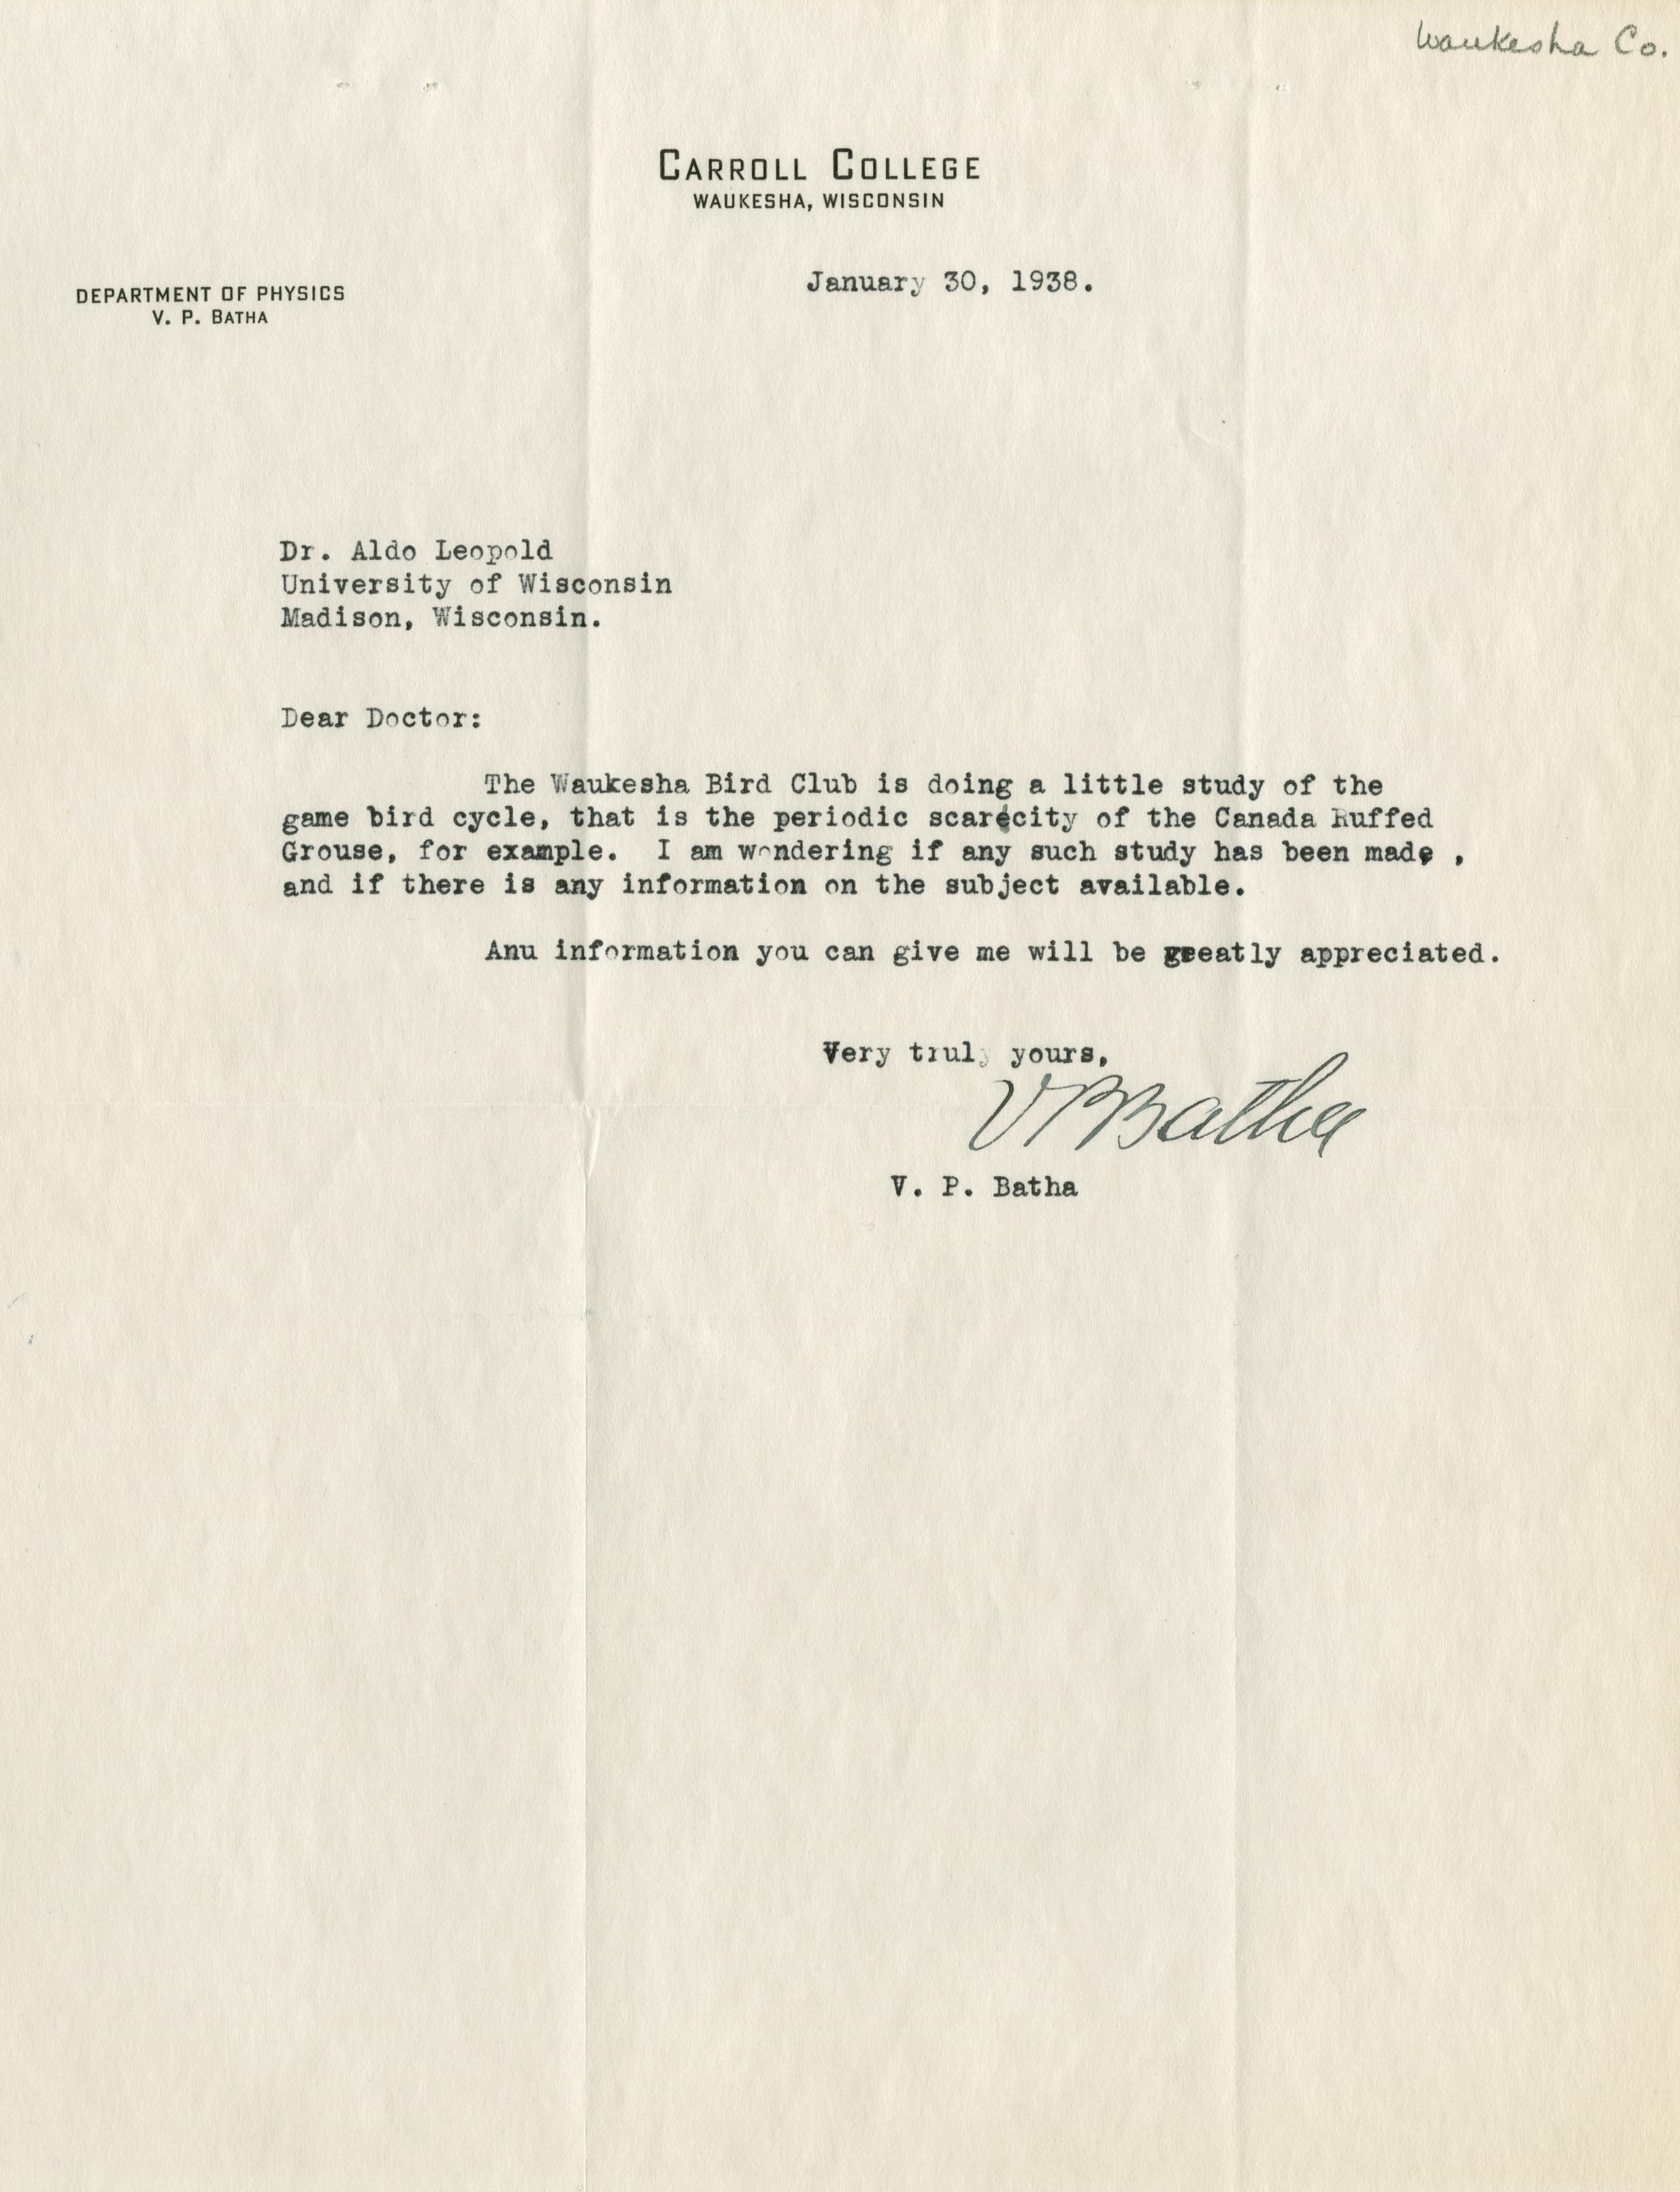 Waukesha Co.
CARROLL COLLEGE
WAUKESHA, WISCONSIN
January 30, 1938.
DEPARTMENT OF PHYSICS
V. P. BATHA
Dr. Aldo Leopold
University of Wisconsin
Madison, Wisconsin.
Dear Doctor:
The Waukesha Bird Club is doing a little study of the
game bird cycle, that is the periodic scarecity of the Canada Ruffed
Grouse, for example. I am wondering if any such study has been made ,
and if there is any information on the subject available.
Anu information you can give me will be greatly appreciated.
Very truly yours,
V P Batha
V. P. Batha